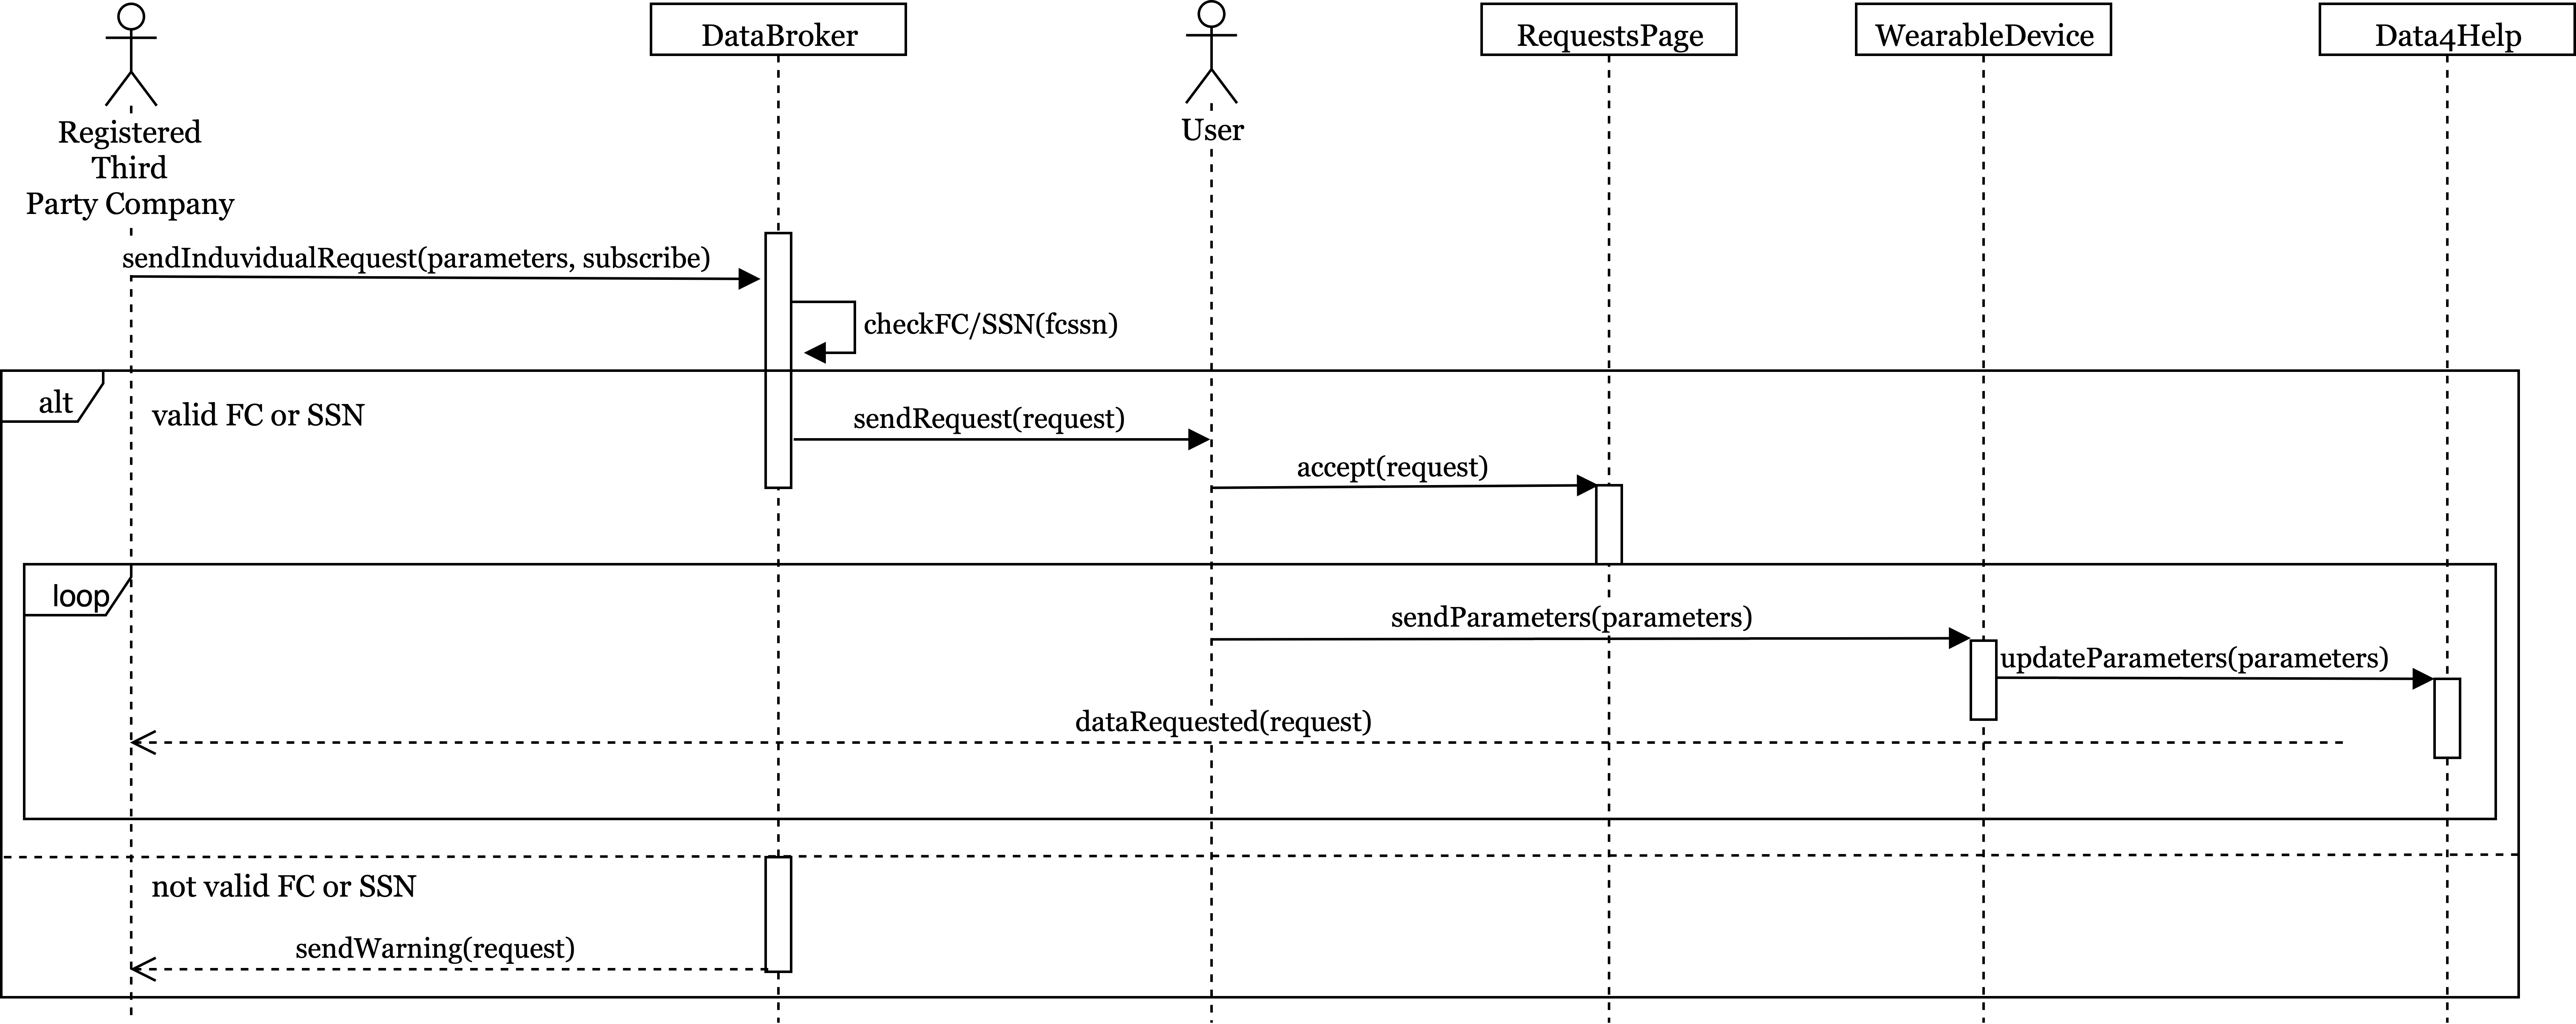 DataBroker
RequestsPage
WearableDevice
Data4Help
Registered
Third
Party Company
User
sendInduvidualRequest(parameters, subscribe)
checkFC/SSN(fcssn)
alt
valid FC or SSN
sendRequest(request)
accept(request)
loop
sendParameters(parameters)
updateParameters(parameters)
dataRequested(request)
not valid FC or SSN
sendWarning(request)